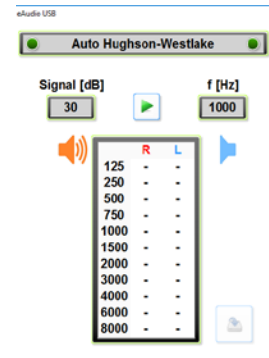 eAudie USB
Auto Hughson-Westlake
Signal [dB] f [Hz]
30 1000
R L
125 - -
250 - -
500 - -
750 - -
1000 - -
1500 - -
2000 - -
3000 - -
4000 - -
6000 - -
8000 - -